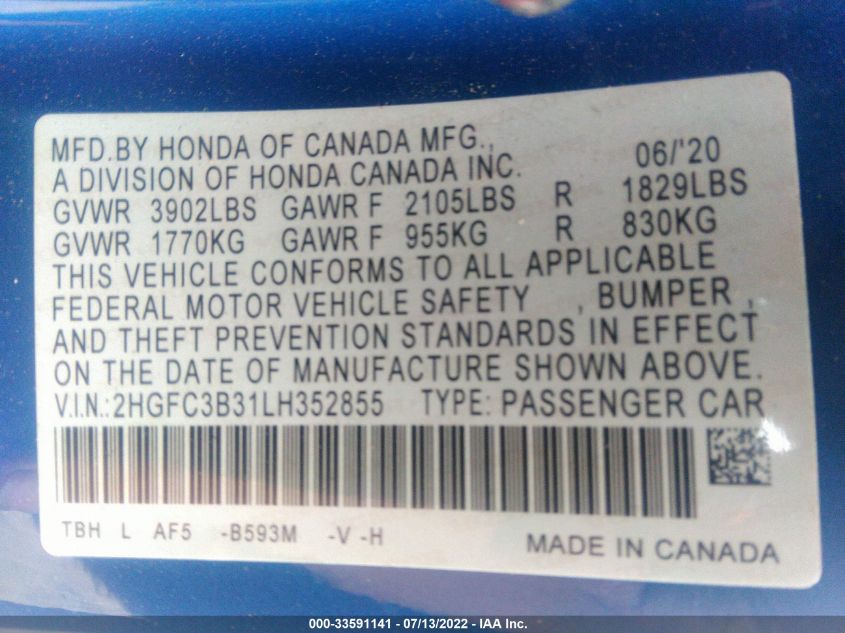 MFD.BY HONDA OF CANADA MFG., 06/'20
A DIVISION OF HONDA CANADA INC.
GVWR 3902LBS GAWR F 2105LBS R 1829LBS
GVWR 1770KG GAWR F 955KG R 830KG
THIS VEHICLE CONFORMS TO ALL APPLICABLE
FEDERAL MOTOR VEHICLE SAFETY , BUMPER ,
AND THEFT PREVENTION STANDARDS IN EFFECT
ON THE DATE OF MANUFACTURE SHOWN ABOVE.
V.I.N.:2HGFC3B31LH352855 TYPE: PASSENGER CAR
TBH L AF5 -B593M -V -H
MADE IN CANADA
000-33591141 - 07/13/2022 - IAA Inc.